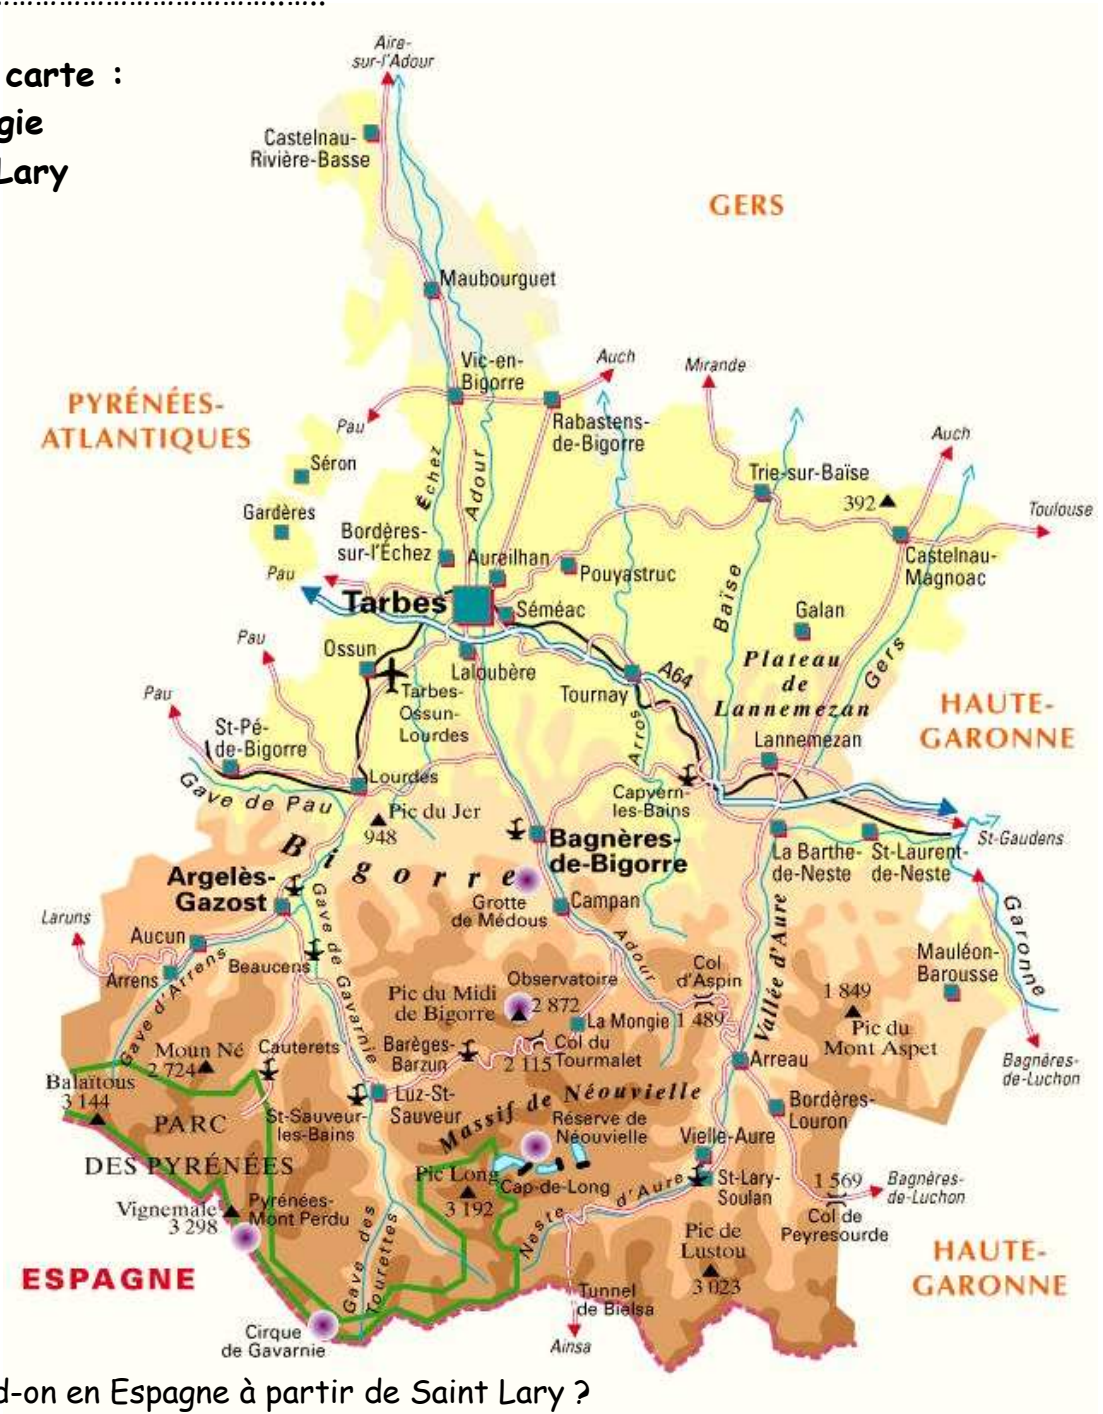 Aire-
sur-l'Adour
carte :
gie
Lary
Castelnau-
Rivière-Basse
GERS
Maubourguet
Vic-en-
Bigorre
Auch
Mirande
PYRÉNÉES-
ATLANTIQUES
Pau
Rabastens-
de-Bigorre
Auch
Séron
Échez
Adour
Trie-sur-Baïse
392
Toulouse
Gardères
Bordères-
sur-l'Échez
Aureilhan
Pouyastruc
Castelnau-
Magnoac
Pau
Tarbes
Séméac
Baïse
Galan
Pau
Ossun
Laloubère
Plateau
de
Lannemezan
Gers
Pau
Tarbes-
Ossun-
Lourdes
Tournay
A64
HAUTE-
GARONNE
St-Pé-
de-Bigorre
Arros
Lannemezan
Gave de Pau
Lourdes
Capvern-
les-Bains
Pic du Jer
948
St-Gaudens
Bigorre
Bagnères-
de-Bigorre
La Barthe-
de-Neste
St-Laurent-
de-Neste
Argelès-
Gazost
Grotte
de Médous
Campan
Laruns
Aucun
Gave de Gavarnie
Adour
Vallée d'Aure
Garonne
Arrens
Gave d'Arrens
Beaucens
Observatoire
Col
d'Aspin
1 489
Mauléon-
Barousse
Pic du Midi
de Bigorre
2 872
La Mongie
1 849
Pic du
Mont Aspet
Moun Né
2 724
Cauterets
Barèges-
Barzun
2 115
Col du
Tourmalet
Arreau
Bagnères-
de-Luchon
Balaïtous
3 144
PARC
DES PYRÉNÉES
St-Sauveur-
les-Bains
Luz-St-
Sauveur
Massif de Néouvielle
Réserve de
Néouvielle
Bordères-
Louron
Vielle-Aure
Pic Long
3 192
Cap-de-Long
Neste d'Aure
St-Lary-
Soulan
1 569
Col de
Peyresourde
Bagnères-
de-Luchon
Vignemale
3 298
Pyrénées-
Mont Perdu
Gave des
Tourettes
Pic de
Lustou
3 023
ESPAGNE
HAUTE-
GARONNE
Tunnel
de Bielsa
Cirque
de Gavarnie
Ainsa
d-on en Espagne à partir de Saint Lary ?